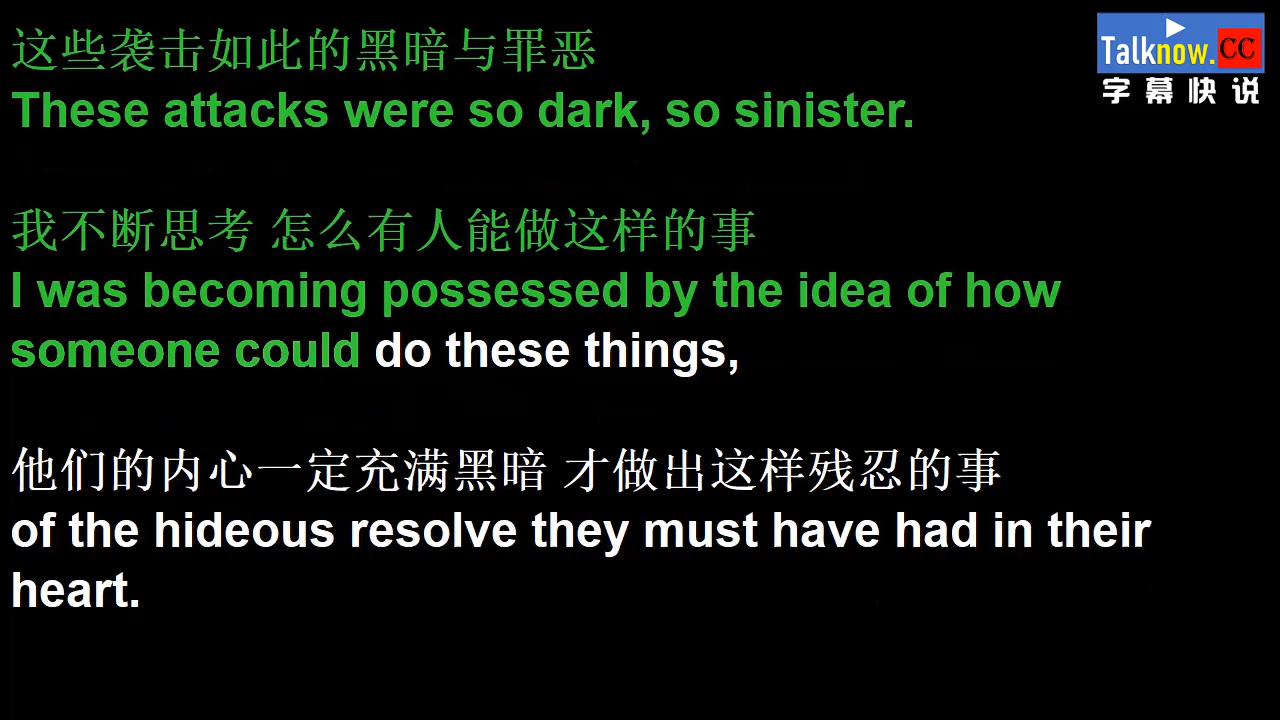 这些袭击如此的黑暗与罪恶
These attacks were so dark, so sinister.
我不断思考 怎么有人能做这样的事
I was becoming possessed by the idea of how
someone could do these things,
他们的内心一定充满黑暗 才做出这样残忍的事
of the hideous resolve they must have had in their
heart.
Talknow.CC
字幕快说